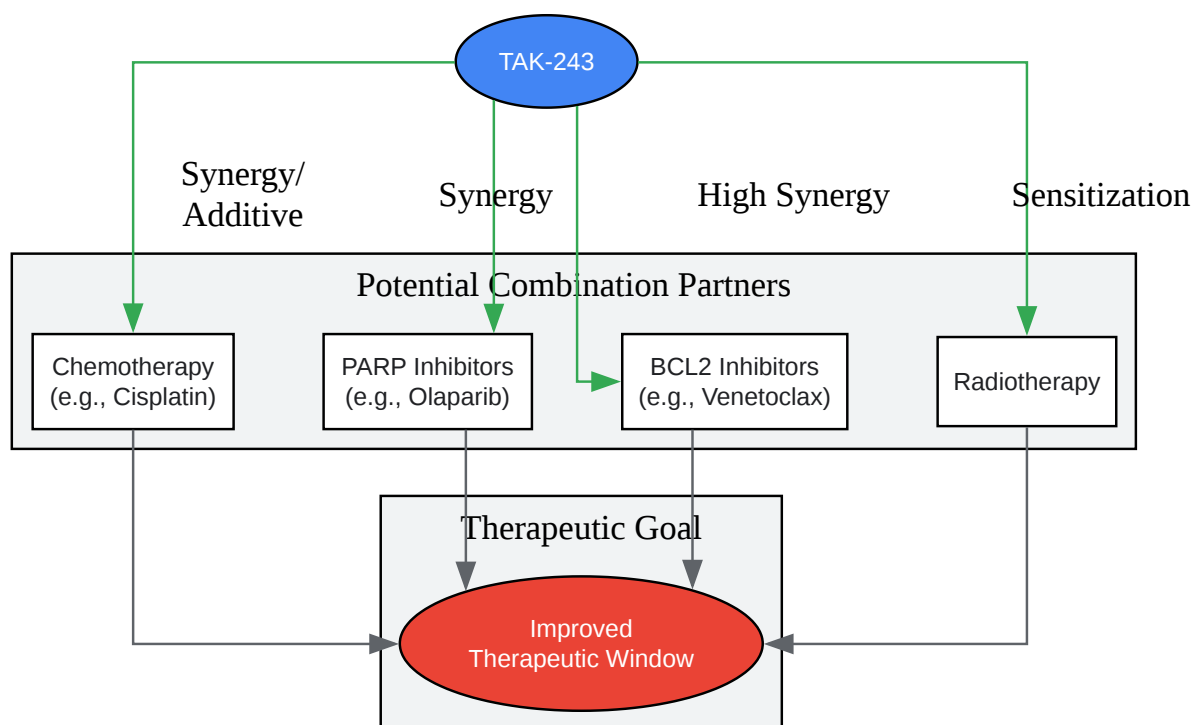 TAK-243
Synergy/
Additive
Synergy
High Synergy
Sensitization
Potential Combination Partners
Chemotherapy
(e.g., Cisplatin)
PARP Inhibitors
(e.g., Olaparib)
BCL2 Inhibitors
(e.g., Venetoclax)
Radiotherapy
Therapeutic Goal
Improved
Therapeutic Window